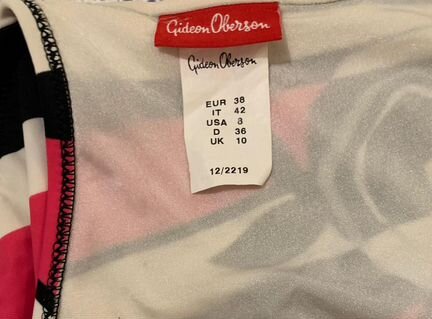 Gideon Oberson
Gideon Oberson
EUR 38
IT 42
USA 8
D 36
UK 10
12/2219